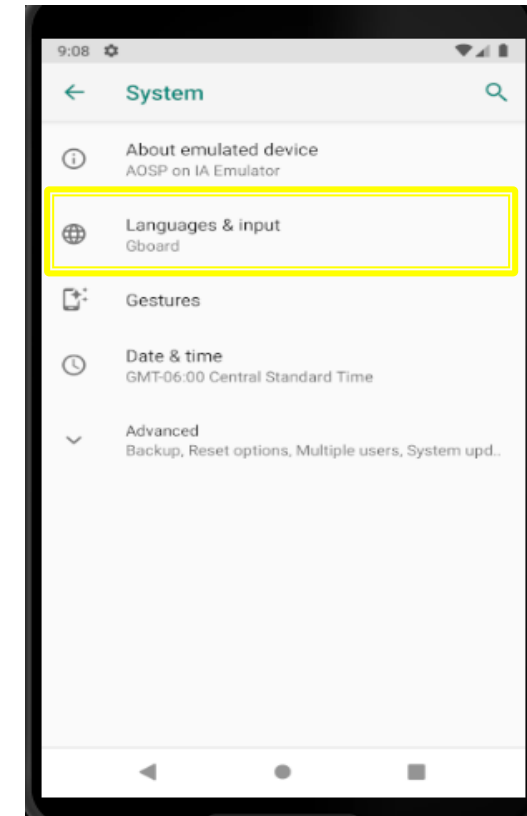 9:08
System
About emulated device
AOSP on IA Emulator
Languages & input
Gboard
Gestures
Date & time
GMT-06:00 Central Standard Time
Advanced
Backup, Reset options, Multiple users, System upd..